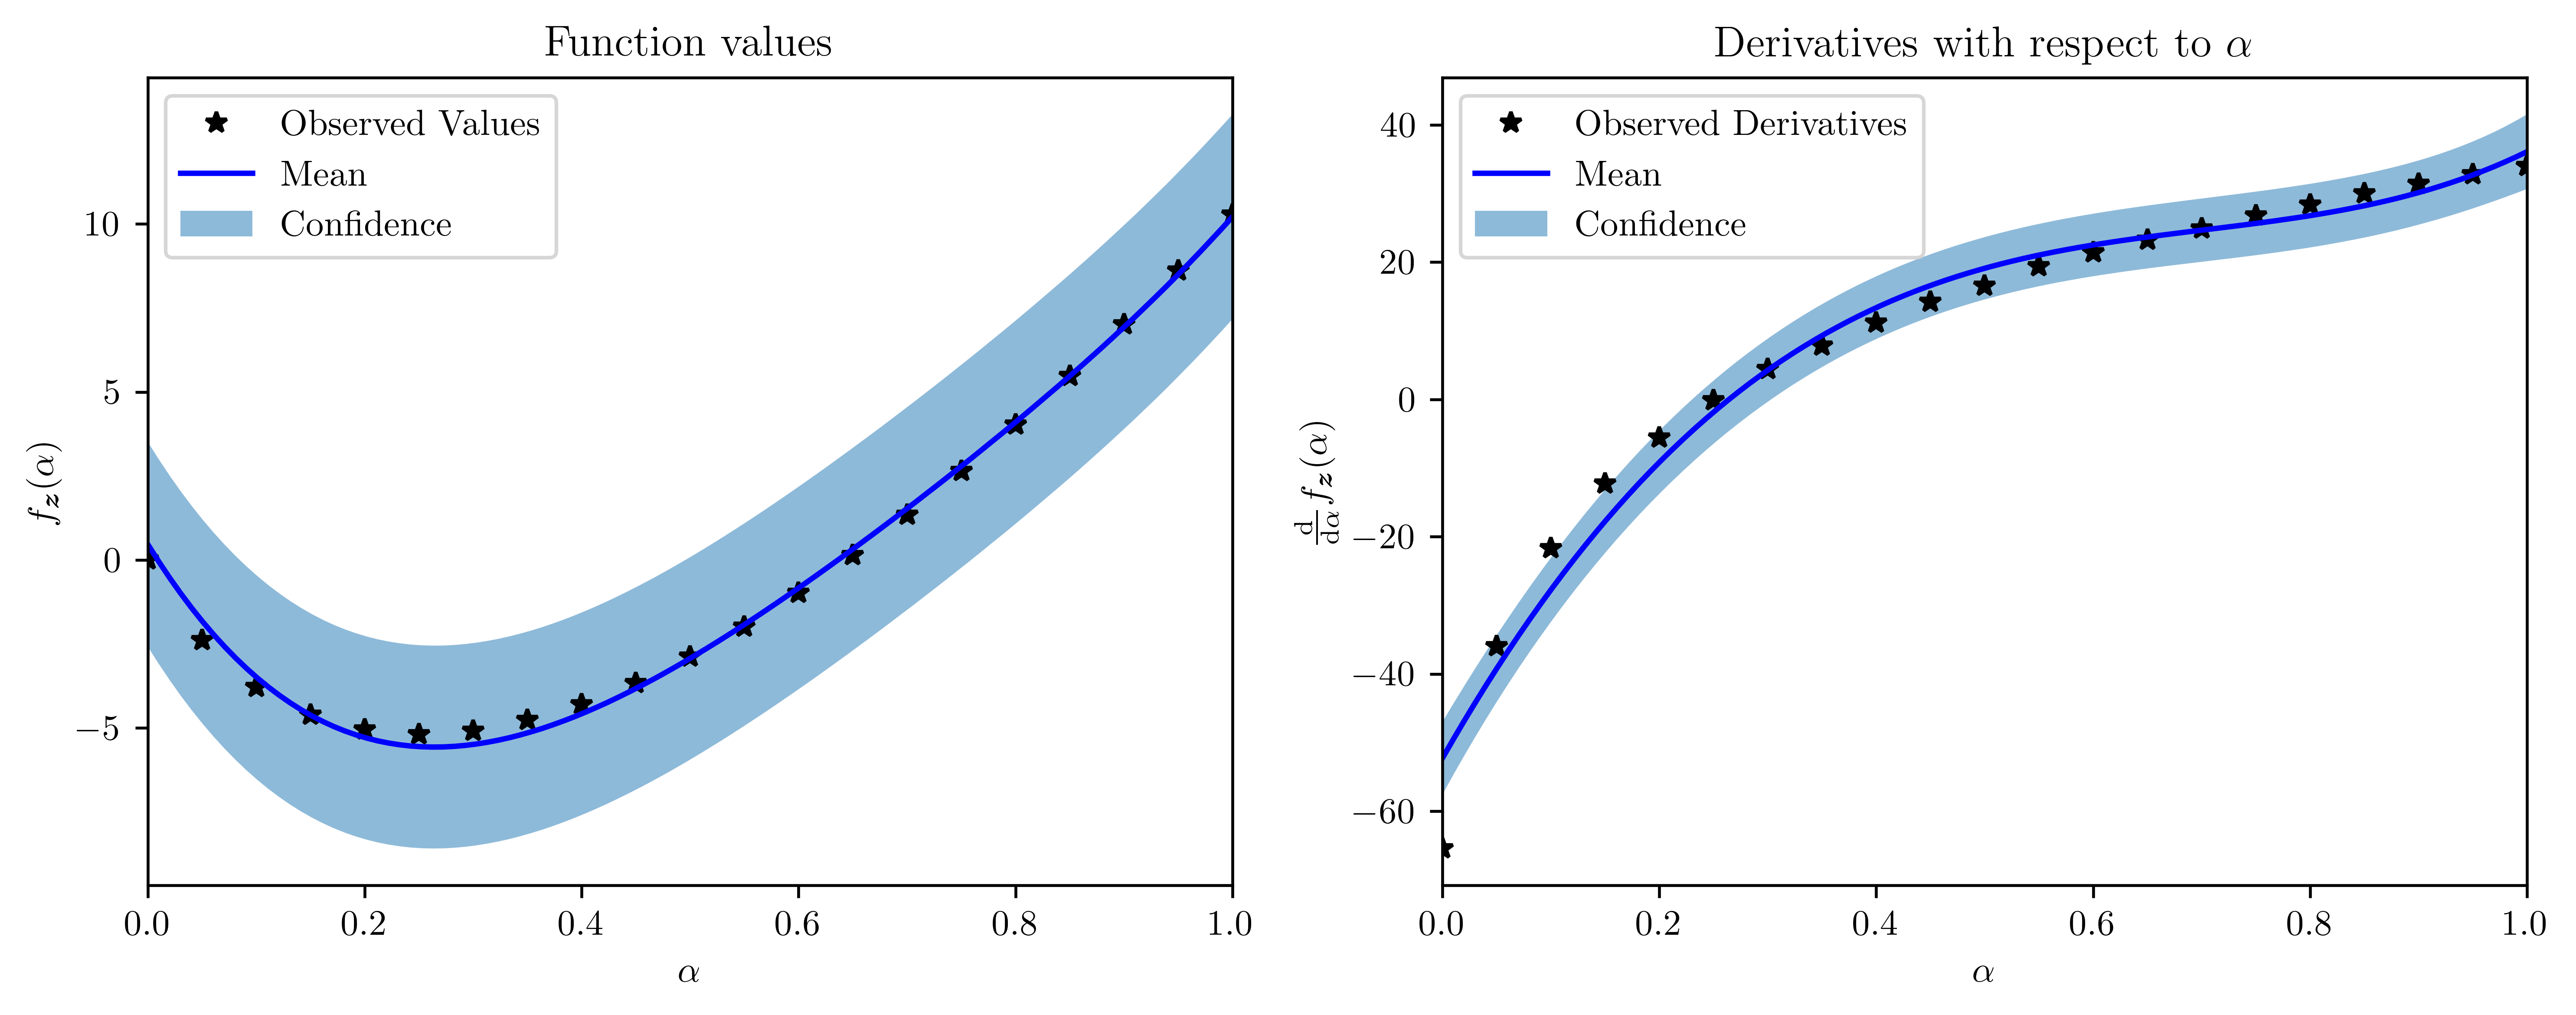 Function values
Observed Values
Mean
Confidence
10
5
0
−5
f_z(α)
0.0 0.2 0.4 0.6 0.8 1.0
α
Derivatives with respect to α
Observed Derivatives
Mean
Confidence
40
20
0
−20
−40
−60
d/dα f_z(α)
0.0 0.2 0.4 0.6 0.8 1.0
α